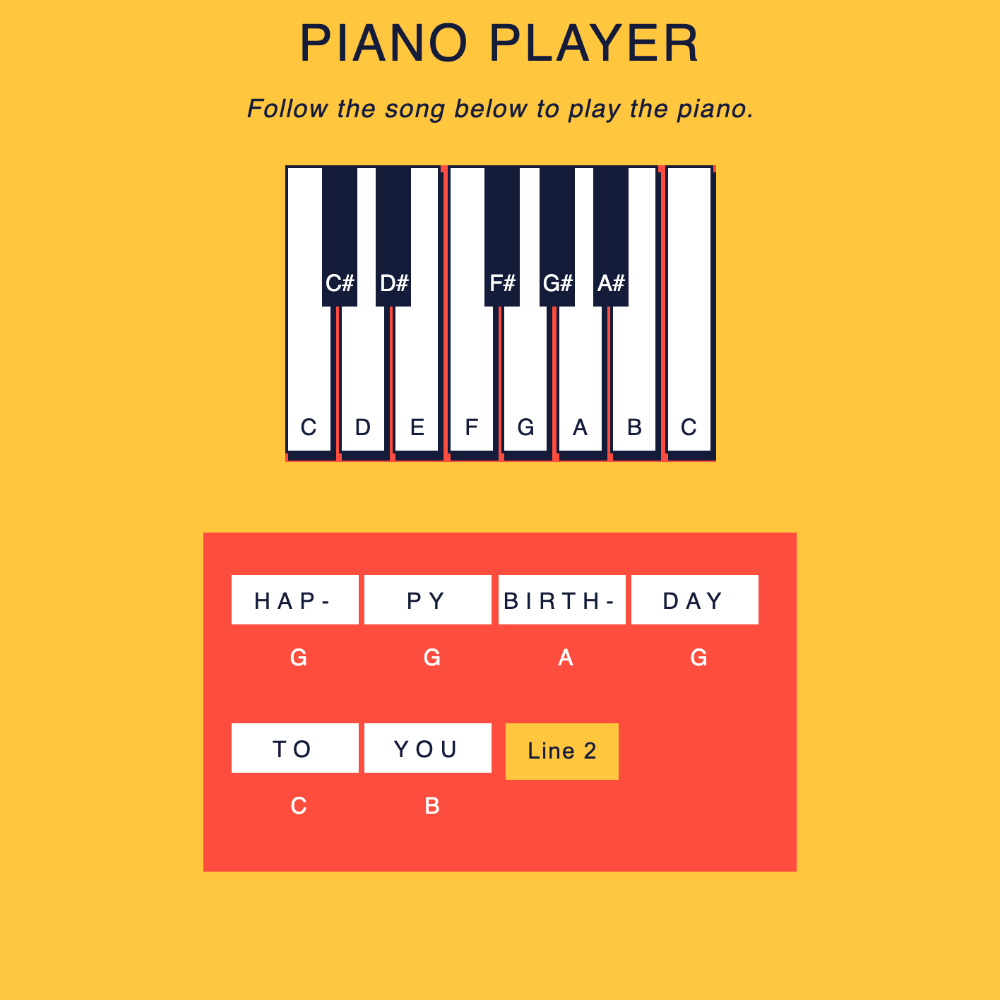 PIANO PLAYER
Follow the song below to play the piano.
C# D# F# G# A#
C D E F G A B C
HAP- PY BIRTH- DAY
G G A G
TO YOU Line 2
C B